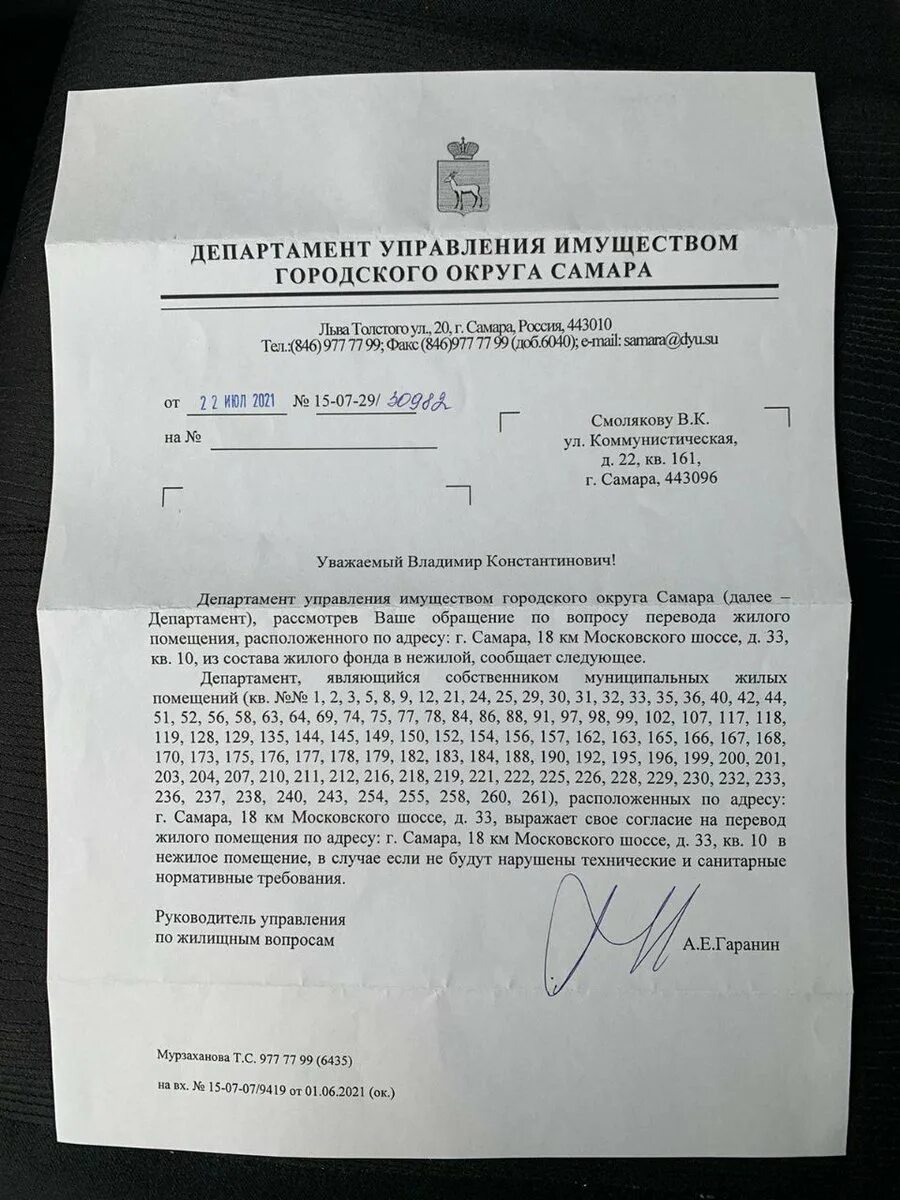 ДЕПАРТАМЕНТ УПРАВЛЕНИЯ ИМУЩЕСТВОМ
ГОРОДСКОГО ОКРУГА САМАРА
Льва Толстого ул., 20, г. Самара, Россия, 443010
Тел.:(846) 977 77 99; Факс (846)977 77 99 (доб.6040); e-mail: samara@dyu.su
от 22 ИЮЛ 2021 № 15-07-29/ 30982
на №
Смолякову В.К.
ул. Коммунистическая,
д. 22, кв. 161,
г. Самара, 443096
Уважаемый Владимир Константинович!
Департамент управления имуществом городского округа Самара (далее –
Департамент), рассмотрев Ваше обращение по вопросу перевода жилого
помещения, расположенного по адресу: г. Самара, 18 км Московского шоссе, д. 33,
кв. 10, из состава жилого фонда в нежилой, сообщает следующее.
Департамент, являющийся собственником муниципальных жилых
помещений (кв. №№ 1, 2, 3, 5, 8, 9, 12, 21, 24, 25, 29, 30, 31, 32, 33, 35, 36, 40, 42, 44,
51, 52, 56, 58, 63, 64, 69, 74, 75, 77, 78, 84, 86, 88, 91, 97, 98, 99, 102, 107, 117, 118,
119, 128, 129, 135, 144, 145, 149, 150, 152, 154, 156, 157, 162, 163, 165, 166, 167, 168,
170, 173, 175, 176, 177, 178, 179, 182, 183, 184, 188, 190, 192, 195, 196, 199, 200, 201,
203, 204, 207, 210, 211, 212, 216, 218, 219, 221, 222, 225, 226, 228, 229, 230, 232, 233,
236, 237, 238, 240, 243, 254, 255, 258, 260, 261), расположенных по адресу:
г. Самара, 18 км Московского шоссе, д. 33, выражает свое согласие на перевод
жилого помещения по адресу: г. Самара, 18 км Московского шоссе, д. 33, кв. 10 в
нежилое помещение, в случае если не будут нарушены технические и санитарные
нормативные требования.
Руководитель управления
по жилищным вопросам
А.Е.Гаранин
Мурзаханова Т.С. 977 77 99 (6435)
на вх. № 15-07-07/9419 от 01.06.2021 (ок.)